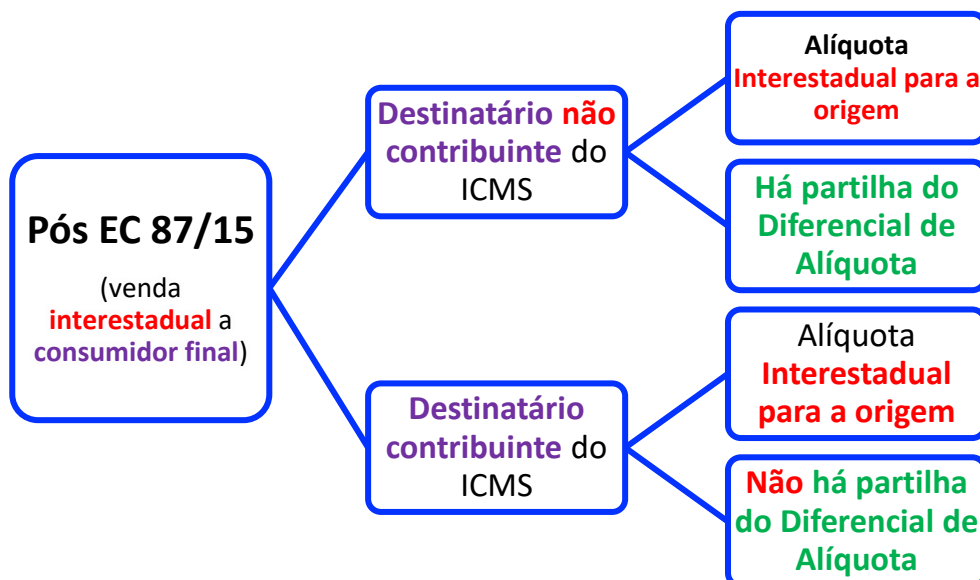 Pós EC 87/15
(venda
interestadual a
consumidor final)
Destinatário não
contribuinte do
ICMS
Alíquota
Interestadual para a
origem
Há partilha do
Diferencial de
Alíquota
Destinatário
contribuinte do
ICMS
Alíquota
Interestadual
para a origem
Não há partilha
do Diferencial de
Alíquota